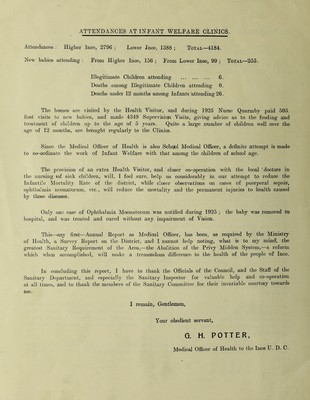 ATTENDANCES AT INFANT WELFARE CLINICS.
Attendances : Higher Ince, 2796 ; Lower Ince, 1388 ; TOTAL—4184.
New babies attending : From Higher Ince, 156 ; From Lower Ince, 99 ; TOTAL—255.
Illegitimate Children attending ... ... ... 6.
Deaths among Illegitimate Children attending 0.
Deaths under 12 months among Infants attending 26.
The homes are visited by the Health Visitor, and during 1925 Nurse Quarmby paid 505
first visits to new babies, and made 4349 Supervision Visits, giving advice as to the feeding and
treatment of children up to the age of 5 years. Quite a large number of children well over the
age of 12 months, are brought regularly to the Clinics.
Since the Medical Officer of Health is also School Medical Officer, a definite attempt is made
to co-ordinate the work of Infant Welfare with that among the children of school age.
The provision of an extra Health Visitor, and closer co-operation with the local doctors in
the nursing of sick children, will, I feel sure, help us considerably in our attempt to reduce the
Infantile Mortality Rate of the district, while closer observations on cases of puerperal sepsis,
ophthalmia neonatorum, etc., will reduce the mortality and the permanent injuries to health caused
by these diseases.
Only one case of Ophthalmia Neonatorum was notified during 1925 ; the baby was removed to
hospital, and was treated and cured without any impairment of Vision.
This—my first—Annual Report as Medical Officer, has been, as required by the Ministry
of Health, a Survey Report on the District, and I cannot help noting, what is to my mind, the
greatest Sanitary Requirement of the Area,—the Abolition of the Privy Midden System,—a reform
which when accomplished, will make a tremendous difference to the health of the people of Ince.
In concluding this report, I have to thank the Officials of the Council, and the Staff of the
Sanitary Department, and especially the Sanitary Inspector for valuable help and co-operation
at all times, and to thank the members of the Sanitary Committee for their invariable courtesy towards
me.
I remain, Gentlemen,
Your obedient servant,
G. H. POTTER,
Medical Officer of Health to the Ince U. D. C.